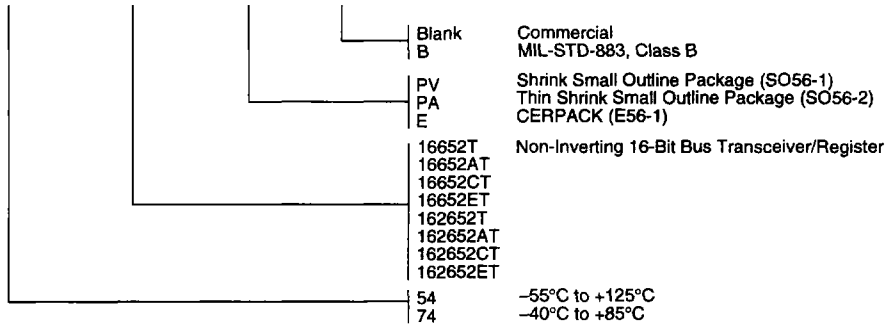 Blank Commercial
B MIL-STD-883, Class B
PV Shrink Small Outline Package (SO56-1)
PA Thin Shrink Small Outline Package (SO56-2)
E CERPACK (E56-1)
16652T Non-Inverting 16-Bit Bus Transceiver/Register
16652AT
16652CT
16652ET
162652T
162652AT
162652CT
162652ET
54 –55°C to +125°C
74 –40°C to +85°C